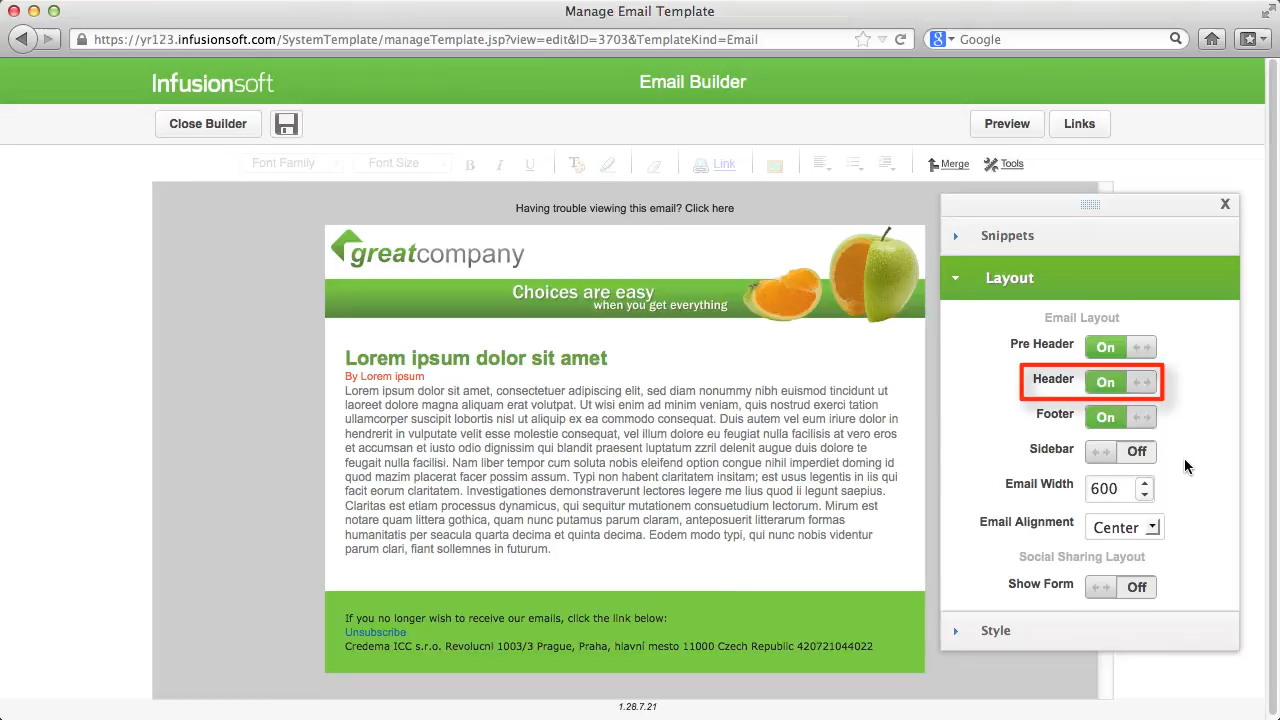 Manage Email Template
https://yr123.infusionsoft.com/SystemTemplate/manageTemplate.jsp?view=edit&ID=3703&TemplateKind=Email
Google
Infusionsoft
Email Builder
Close Builder
Preview
Links
Font Family
Font Size
B
I
U
Link
Merge
Tools
Having trouble viewing this email? Click here
greatcompany
Choices are easy
when you get everything
Lorem ipsum dolor sit amet
By Lorem ipsum
Lorem ipsum dolor sit amet, consectetuer adipiscing elit, sed diam nonummy nibh euismod tincidunt ut
laoreet dolore magna aliquam erat volutpat. Ut wisi enim ad minim veniam, quis nostrud exerci tation
ullamcorper suscipit lobortis nisl ut aliquip ex ea commodo consequat. Duis autem vel eum iriure dolor in
hendrerit in vulputate velit esse molestie consequat, vel illum dolore eu feugiat nulla facilisis at vero eros
et accumsan et iusto odio dignissim qui blandit praesent luptatum zzril delenit augue duis dolore te
feugait nulla facilisi. Nam liber tempor cum soluta nobis eleifend option congue nihil imperdiet doming id
quod mazim placerat facer possim assum. Typi non habent claritatem insitam; est usus legentis in iis qui
facit eorum claritatem. Investigationes demonstraverunt lectores legere me lius quod ii legunt saepius.
Claritas est etiam processus dynamicus, qui sequitur mutationem consuetudium lectorum. Mirum est
notare quam littera gothica, quam nunc putamus parum claram, anteposuerit litterarum formas
humanitatis per seacula quarta decima et quinta decima. Eodem modo typi, qui nunc nobis videntur
parum clari, fiant sollemnes in futurum.
If you no longer wish to receive our emails, click the link below:
Unsubscribe
Credema ICC s.r.o. Revolucni 1003/3 Prague, Praha, hlavní mesto 11000 Czech Republic 420721044022
X
Snippets
Layout
Email Layout
Pre Header On
Header On
Footer On
Sidebar Off
Email Width 600
Email Alignment Center
Social Sharing Layout
Show Form Off
Style
1.28.7.21